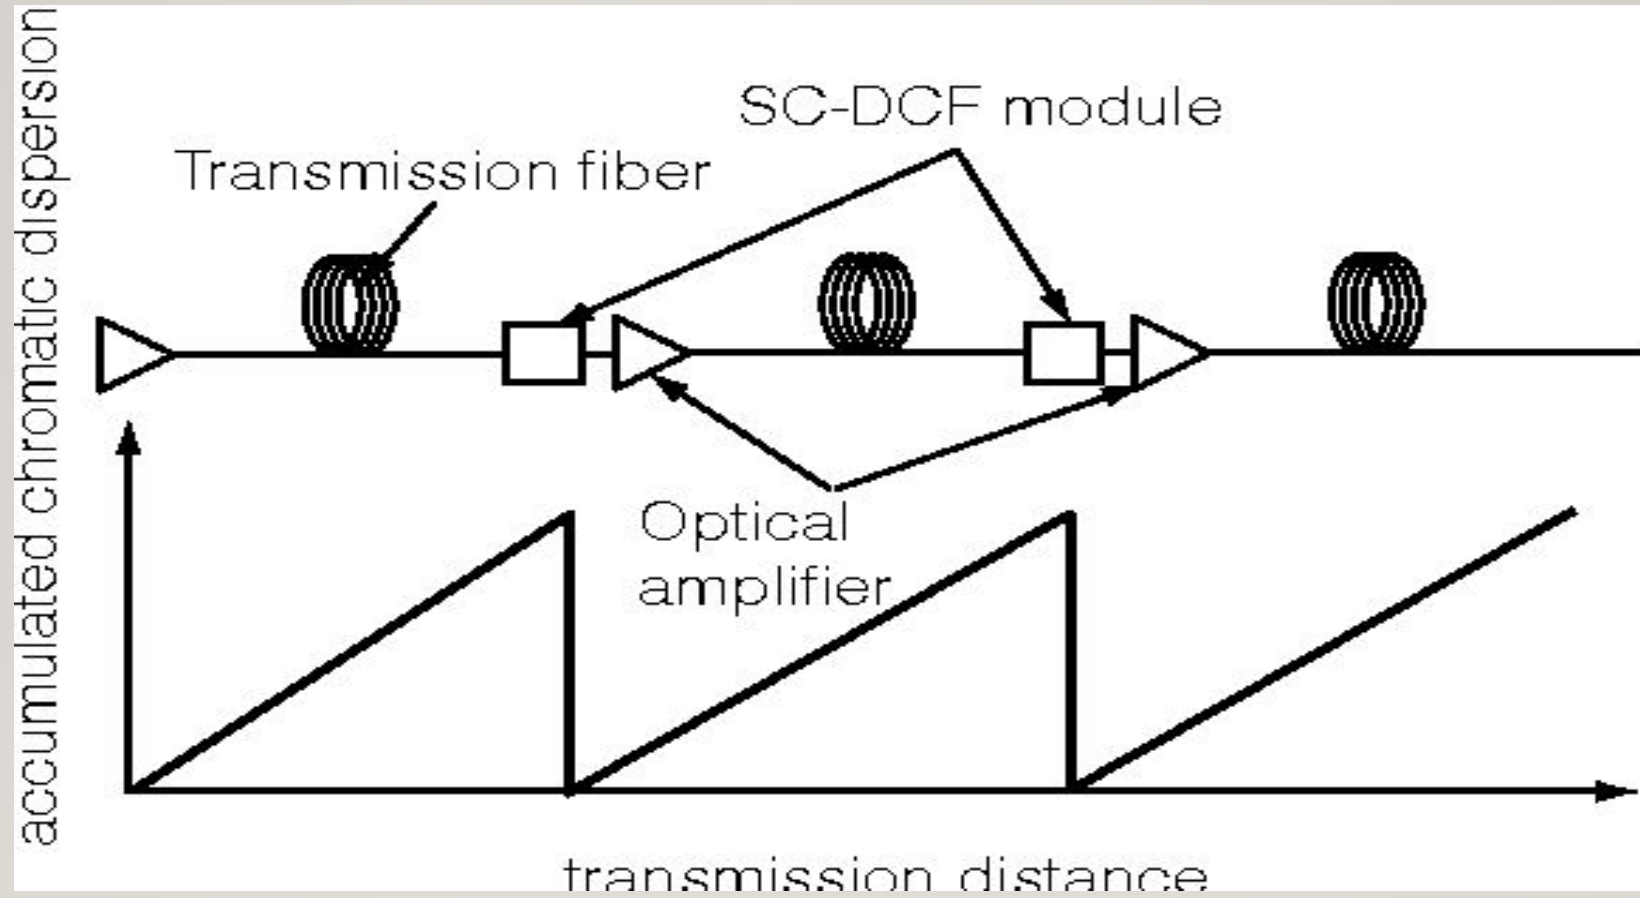 accumulated chromatic dispersion
SC-DCF module
Transmission fiber
Optical
amplifier
transmission distance